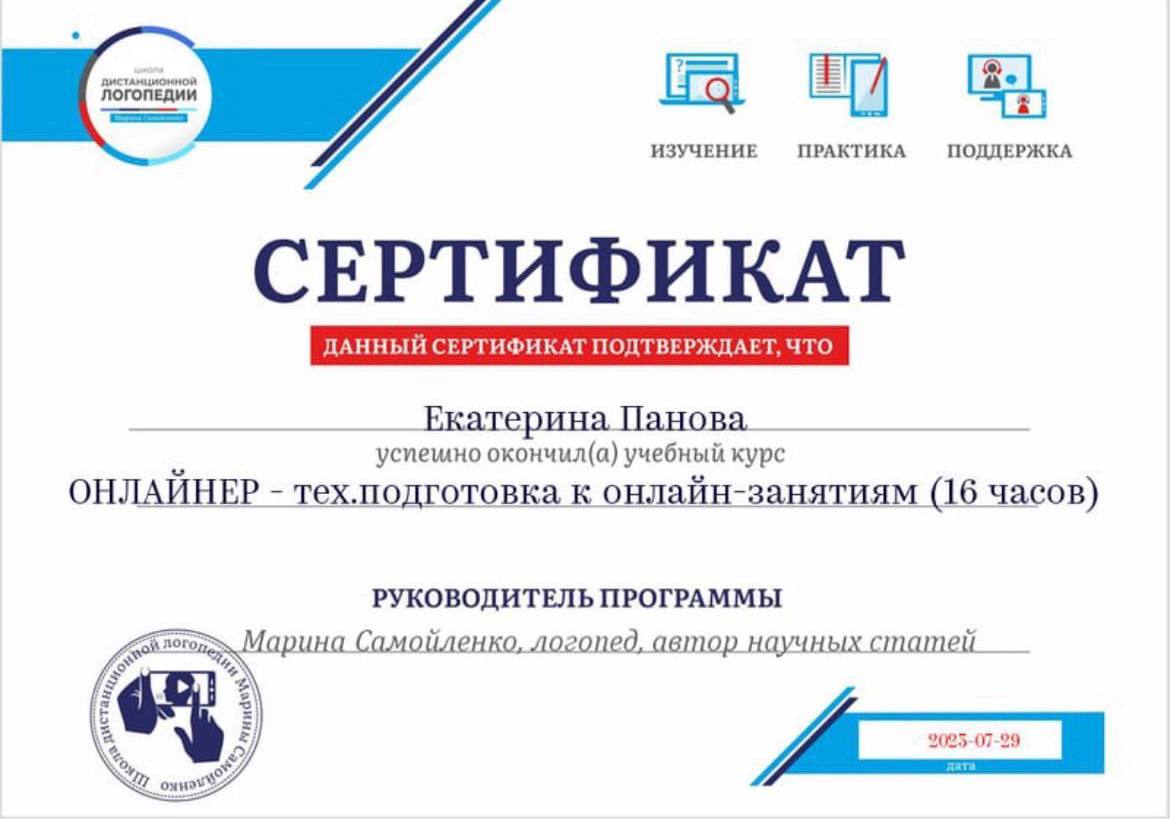 школа
ДИСТАНЦИОННОЙ
ЛОГОПЕДИИ
Марина Самойленко
?
ИЗУЧЕНИЕ ПРАКТИКА ПОДДЕРЖКА
СЕРТИФИКАТ
ДАННЫЙ СЕРТИФИКАТ ПОДТВЕРЖДАЕТ, ЧТО
Екатерина Панова
успешно окончил(а) учебный курс
ОНЛАЙНЕР - тех.подготовка к онлайн-занятиям (16 часов)
РУКОВОДИТЕЛЬ ПРОГРАММЫ
Марина Самойленко, логопед, автор научных статей
Школа дистанционной логопедии Марины Самойленко
2023-07-29
дата